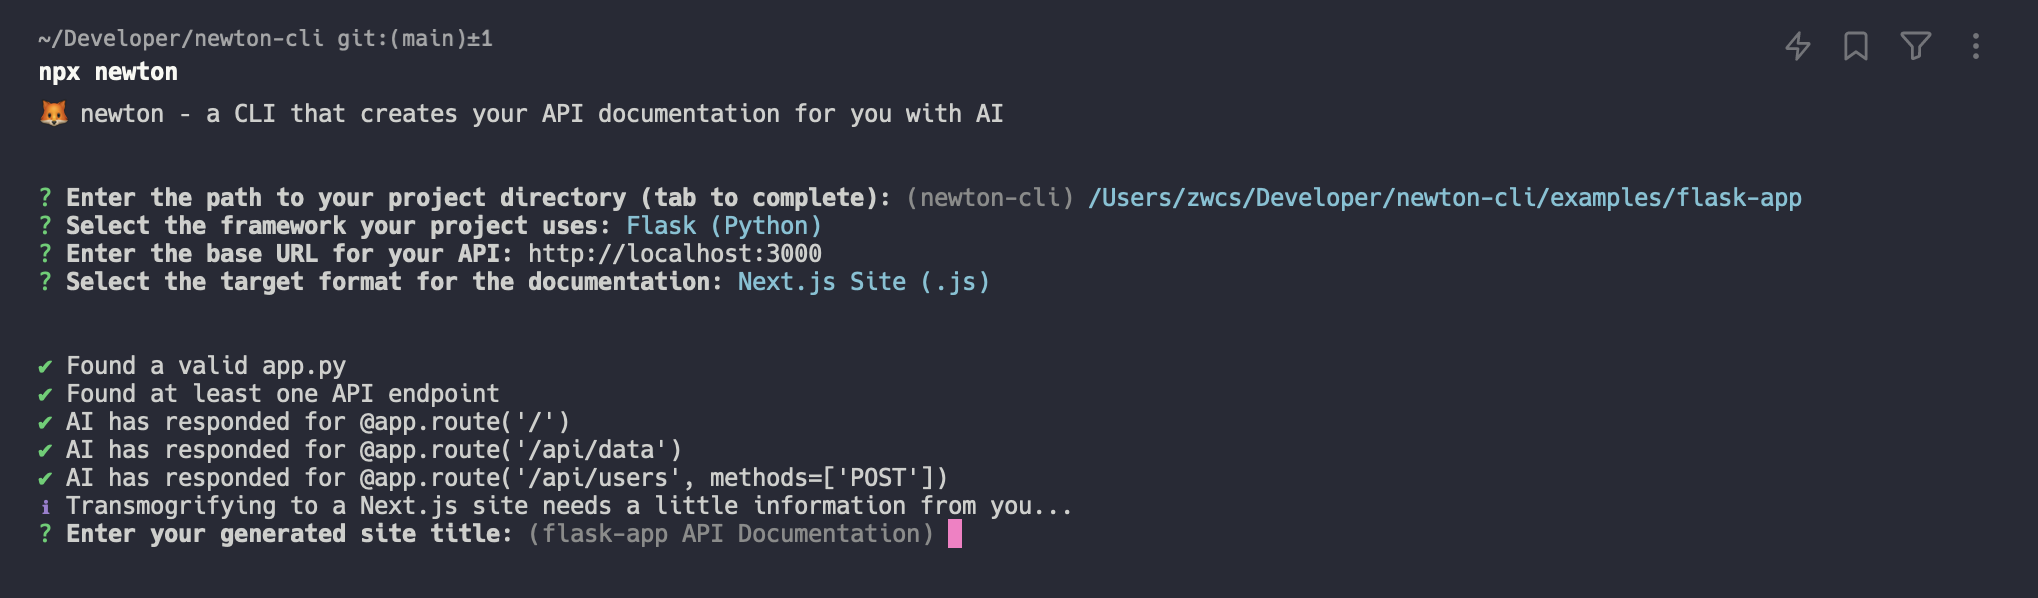 ~/Developer/newton-cli git:(main)±1
npx newton
🦊 newton - a CLI that creates your API documentation for you with AI
? Enter the path to your project directory (tab to complete): (newton-cli) /Users/zwcs/Developer/newton-cli/examples/flask-app
? Select the framework your project uses: Flask (Python)
? Enter the base URL for your API: http://localhost:3000
? Select the target format for the documentation: Next.js Site (.js)
✔ Found a valid app.py
✔ Found at least one API endpoint
✔ AI has responded for @app.route('/')
✔ AI has responded for @app.route('/api/data')
✔ AI has responded for @app.route('/api/users', methods=['POST'])
ℹ Transmogrifying to a Next.js site needs a little information from you...
? Enter your generated site title: (flask-app API Documentation)